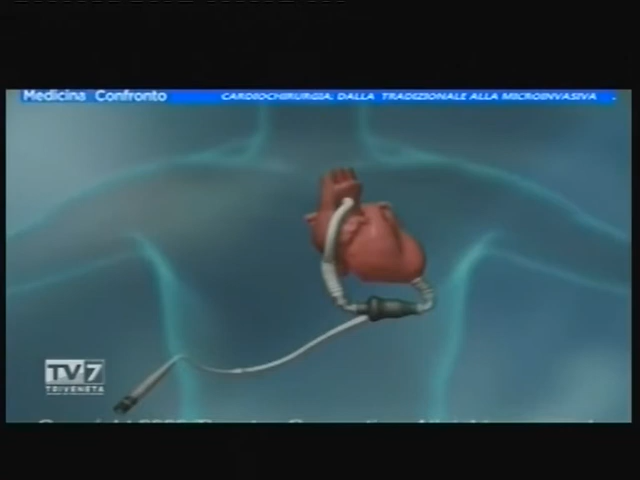 Medicina Confronto
CARDIOCHIRURGIA: DALLA TRADIZIONALE ALLA MICROINVASIVA
TV7
TRIVENETA